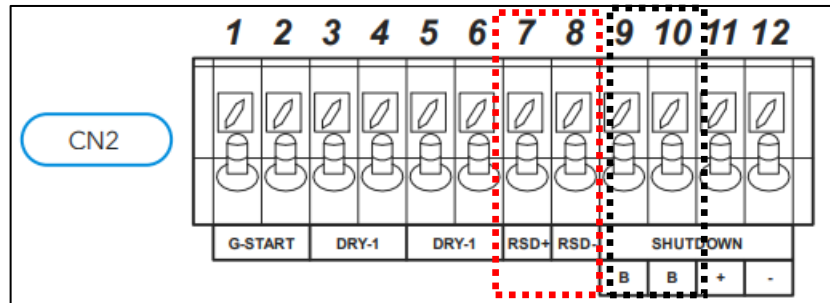 1 2 3 4 5 6 7 8 9 10 11 12
CN2
G-START DRY-1 DRY-1 RSD+ RSD- SHUTDOWN
B B + -